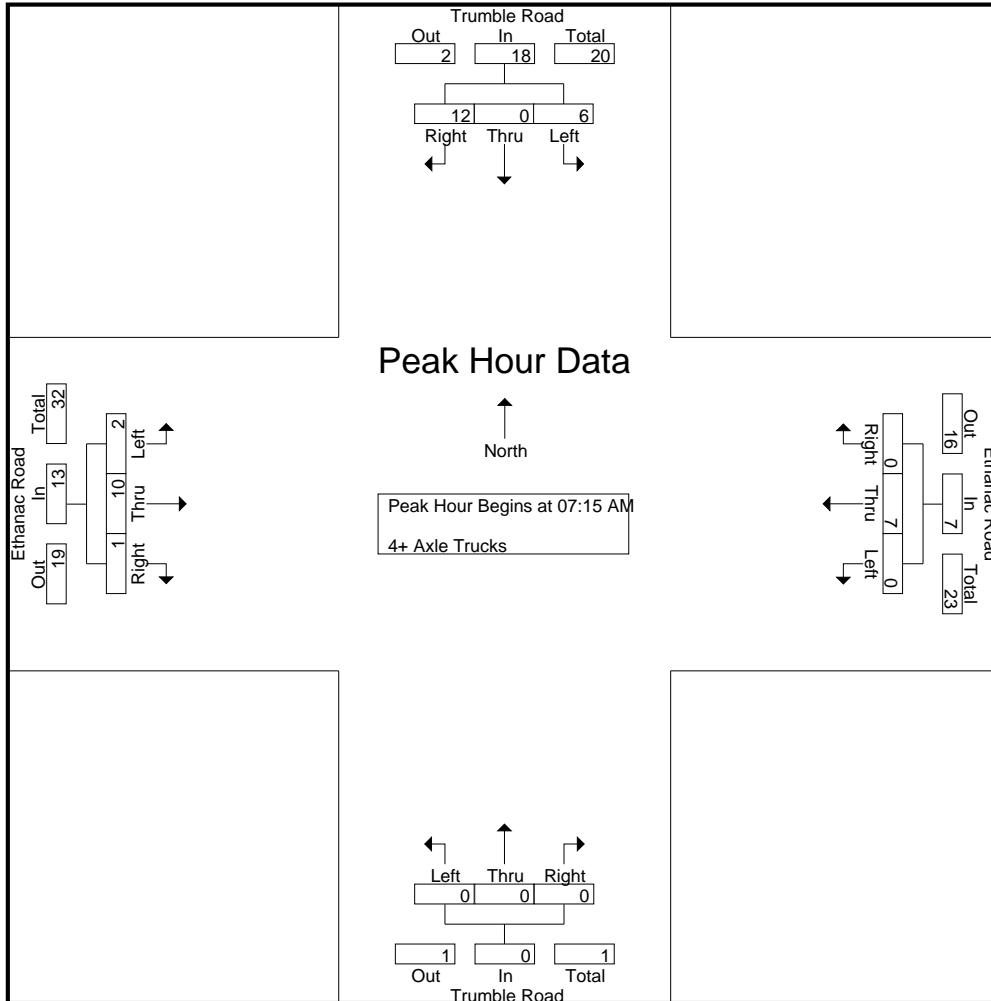 Trumble Road
Out In Total
2 18 20
12 0 6
Right Thru Left
Peak Hour Data
North
Peak Hour Begins at 07:15 AM
4+ Axle Trucks
Ethanac Road
Total In Out
32 13 19
2 10 1
Left Thru Right
Ethanac Road
Out In Total
16 7 23
0 7 0
Right Thru Left
Left Thru Right
0 0 0
1 0 1
Out In Total
Trumble Road